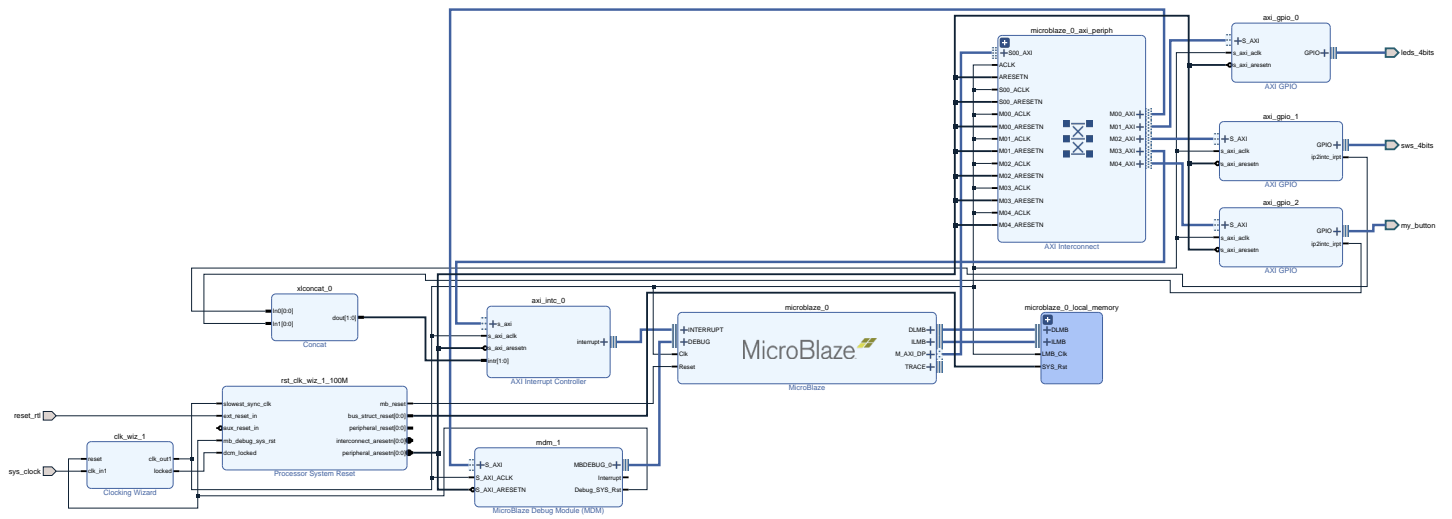 axi_gpio_0
S_AXI
s_axi_aclk
s_axi_aresetn
GPIO
AXI GPIO
leds_4bits
microblaze_0_axi_periph
S00_AXI
ACLK
ARESETN
S00_ACLK
S00_ARESETN
M00_ACLK
M00_ARESETN
M01_ACLK
M01_ARESETN
M02_ACLK
M02_ARESETN
M03_ACLK
M03_ARESETN
M04_ACLK
M04_ARESETN
M00_AXI
M01_AXI
M02_AXI
M03_AXI
M04_AXI
AXI Interconnect
axi_gpio_1
S_AXI
s_axi_aclk
s_axi_aresetn
GPIO
ip2intc_irpt
AXI GPIO
sws_4bits
axi_gpio_2
S_AXI
s_axi_aclk
s_axi_aresetn
GPIO
ip2intc_irpt
AXI GPIO
my_button
xlconcat_0
In0[0:0]
In1[0:0]
dout[1:0]
Concat
axi_intc_0
s_axi
s_axi_aclk
s_axi_aresetn
intr[1:0]
interrupt
AXI Interrupt Controller
microblaze_0
INTERRUPT
DEBUG
Clk
Reset
MicroBlaze
DLMB
ILMB
M_AXI_DP
TRACE
MicroBlaze
microblaze_0_local_memory
DLMB
ILMB
LMB_Clk
SYS_Rst
rst_clk_wiz_1_100M
slowest_sync_clk
ext_reset_in
aux_reset_in
mb_debug_sys_rst
dcm_locked
mb_reset
bus_struct_reset[0:0]
peripheral_reset[0:0]
interconnect_aresetn[0:0]
peripheral_aresetn[0:0]
Processor System Reset
reset_rtl
sys_clock
clk_wiz_1
reset
clk_in1
clk_out1
locked
Clocking Wizard
mdm_1
S_AXI
S_AXI_ACLK
S_AXI_ARESETN
MBDEBUG_0
Interrupt
Debug_SYS_Rst
MicroBlaze Debug Module (MDM)